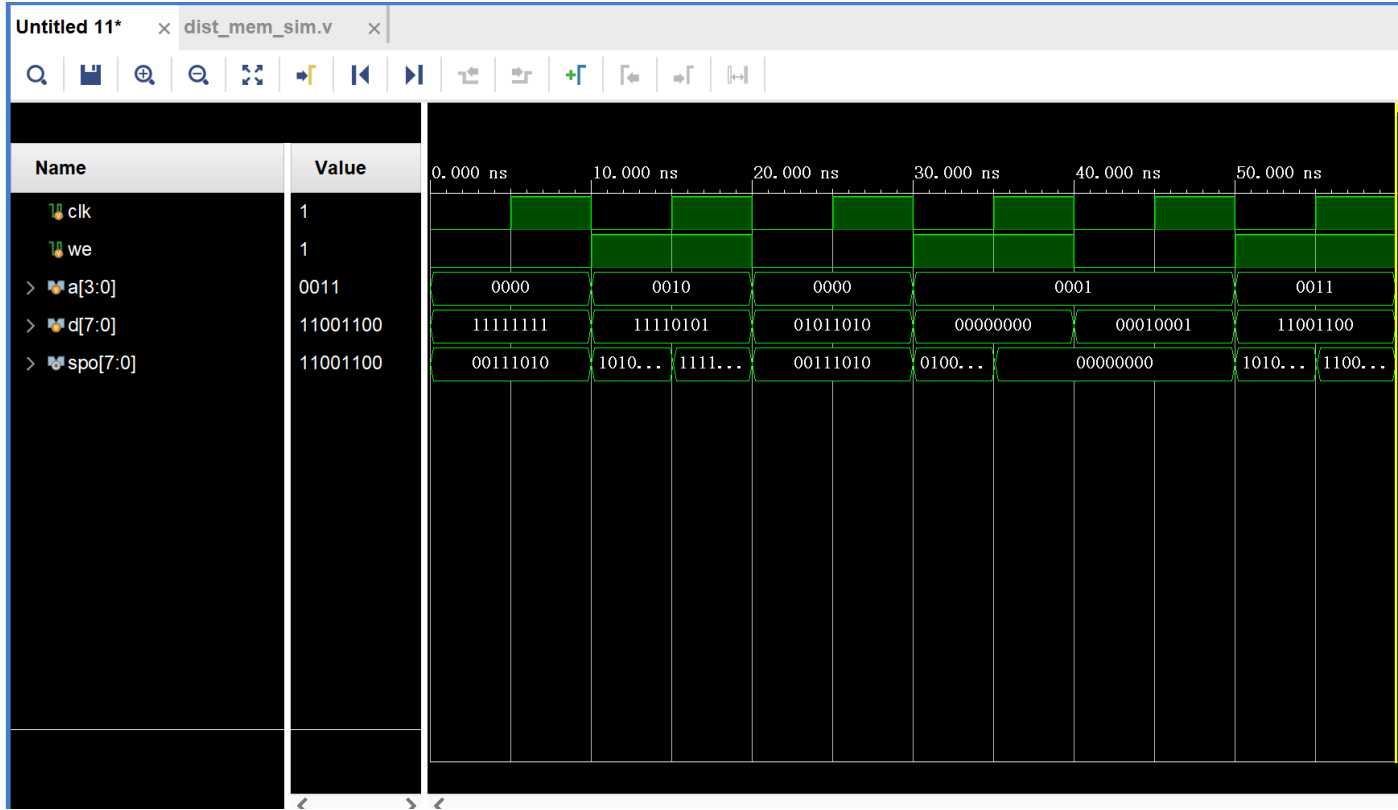 Untitled 11* × dist_mem_sim.v ×
Name Value
0.000 ns 10.000 ns 20.000 ns 30.000 ns 40.000 ns 50.000 ns
clk 1
we 1
> a[3:0] 0011 0000 0010 0000 0001 0011
> d[7:0] 11001100 11111111 11110101 01011010 00000000 00010001 11001100
> spo[7:0] 11001100 00111010 1010... 1111... 00111010 0100... 00000000 1010... 1100...